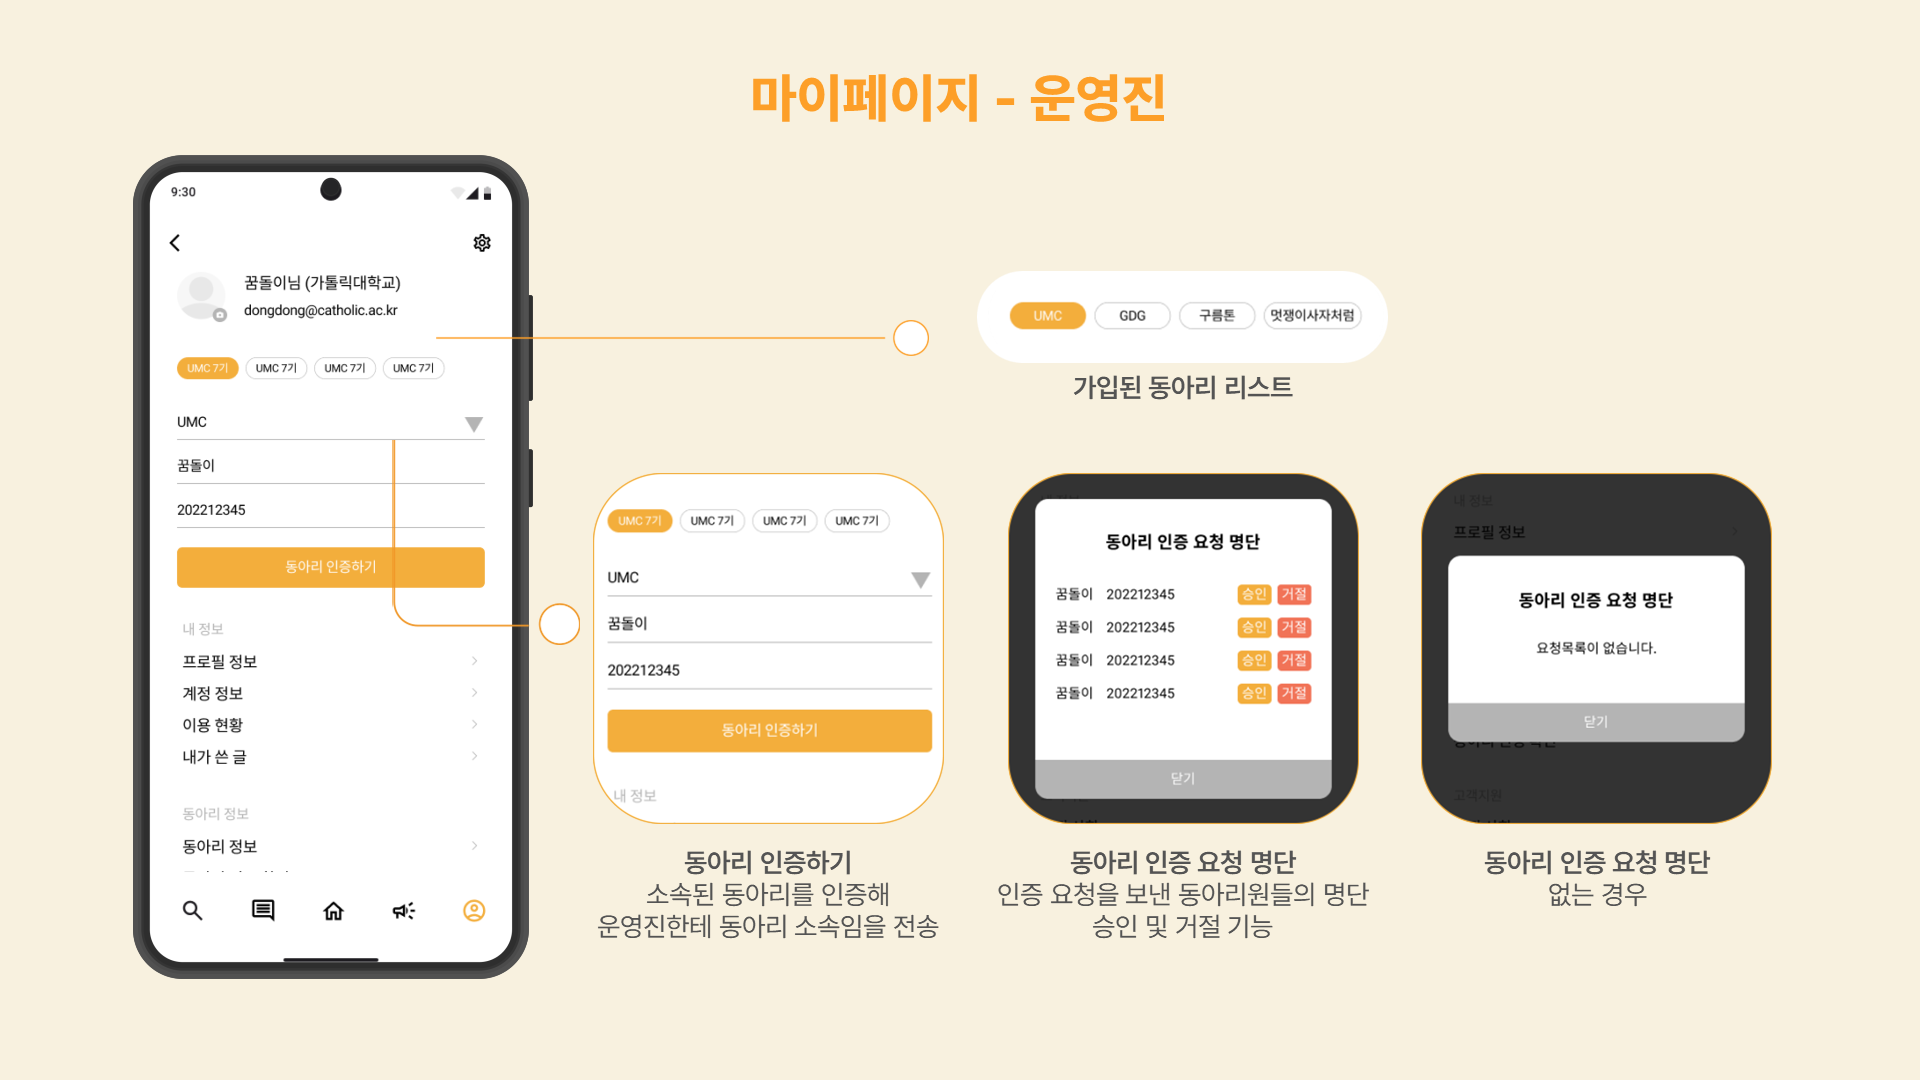 마이페이지 - 운영진
9:30
꿈돌이님 (가톨릭대학교)
dongdong@catholic.ac.kr
UMC 7기 UMC 7기 UMC 7기 UMC 7기
UMC
꿈돌이
202212345
동아리 인증하기
내 정보
프로필 정보
계정 정보
이용 현황
내가 쓴 글
동아리 정보
동아리 정보
UMC GDG 구름톤 멋쟁이사자처럼
가입된 동아리 리스트
UMC 7기 UMC 7기 UMC 7기 UMC 7기
UMC
꿈돌이
202212345
동아리 인증하기
내 정보
동아리 인증하기
소속된 동아리를 인증해
운영진한테 동아리 소속임을 전송
동아리 인증 요청 명단
꿈돌이 202212345 승인 거절
꿈돌이 202212345 승인 거절
꿈돌이 202212345 승인 거절
꿈돌이 202212345 승인 거절
닫기
동아리 인증 요청 명단
인증 요청을 보낸 동아리원들의 명단
승인 및 거절 기능
내 정보
프로필 정보
동아리 인증 요청 명단
요청목록이 없습니다.
닫기
고객지원
동아리 인증 요청 명단
없는 경우